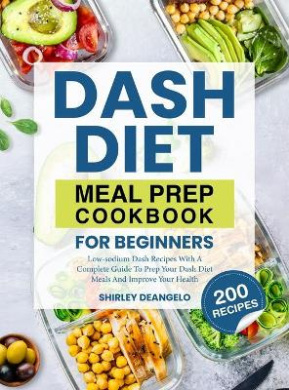 DASH
DIET
MEAL PREP
COOKBOOK
FOR BEGINNERS
Low-sodium Dash Recipes With A
Complete Guide To Prep Your Dash Diet
Meals And Improve Your Health
SHIRLEY DEANGELO
200
RECIPES